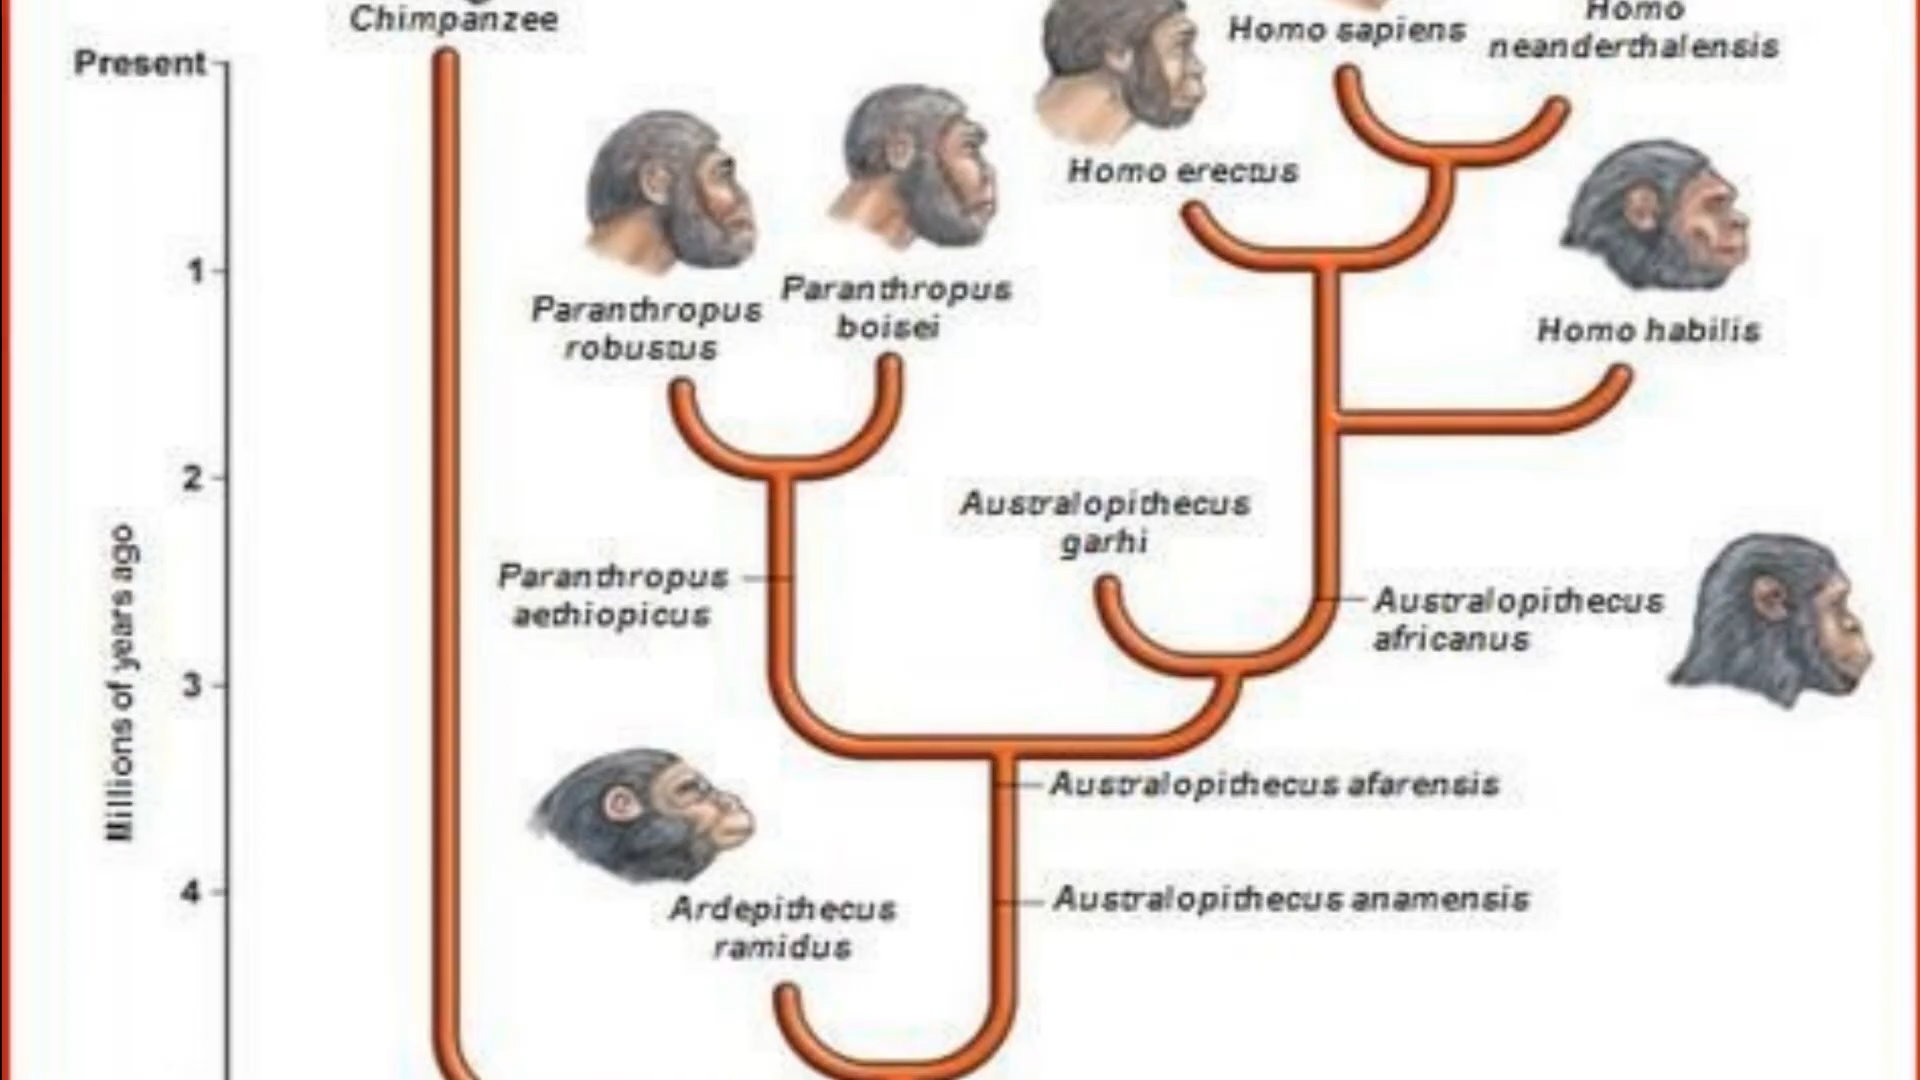 Chimpanzee
Homo sapiens
Homo
neanderthalensis
Present
Homo erectus
1
Paranthropus
robustus
Paranthropus
boisei
Homo habilis
2
Australopithecus
garhi
Paranthropus
aethiopicus
Australopithecus
africanus
Millions of years ago
3
Australopithecus afarensis
4
Ardepithecus
ramidus
Australopithecus anamensis